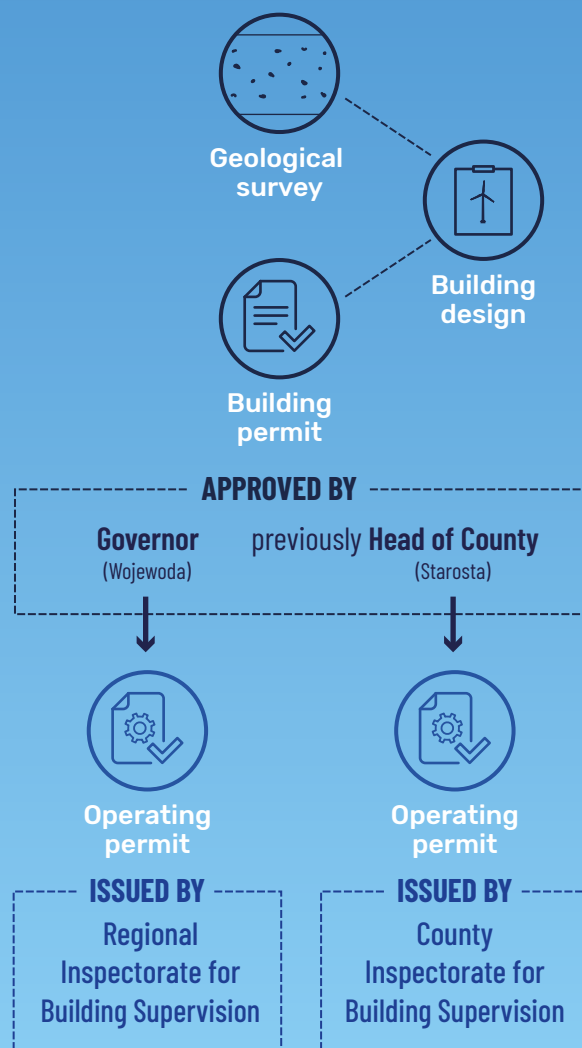 Geological
survey
Building
design
Building
permit
APPROVED BY
Governor
(Wojewoda)
previously Head of County
(Starosta)
Operating
permit
ISSUED BY
Regional
Inspectorate for
Building Supervision
Operating
permit
ISSUED BY
County
Inspectorate for
Building Supervision